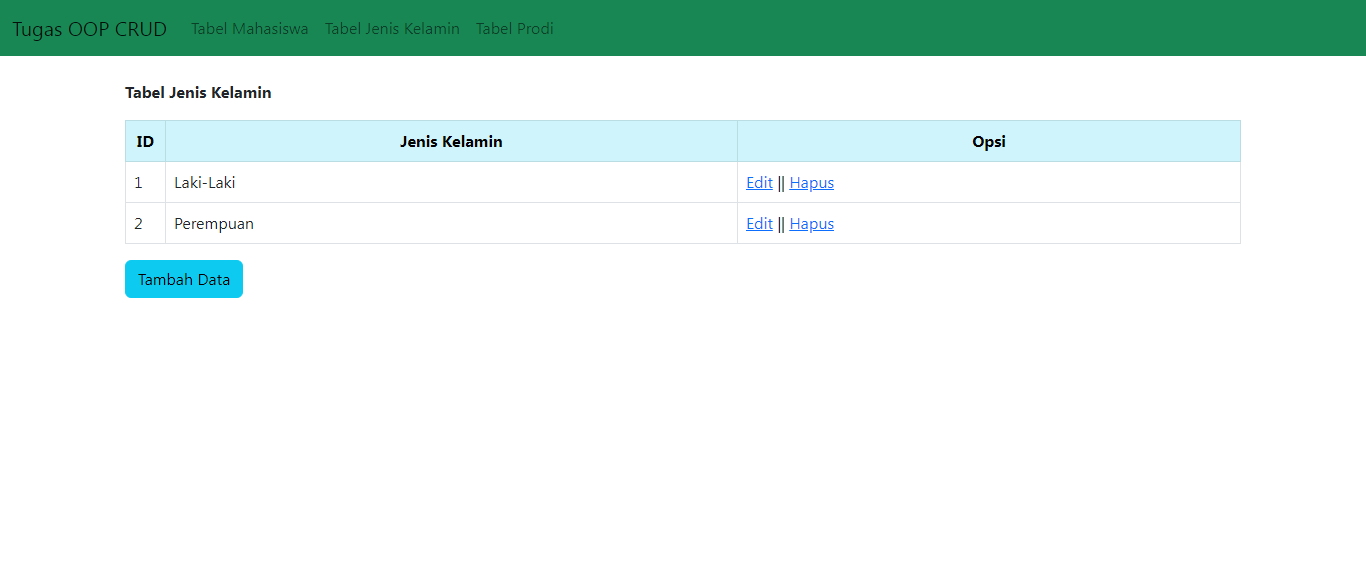 Tugas OOP CRUD Tabel Mahasiswa Tabel Jenis Kelamin Tabel Prodi
Tabel Jenis Kelamin
ID Jenis Kelamin Opsi
1 Laki-Laki Edit || Hapus
2 Perempuan Edit || Hapus
Tambah Data